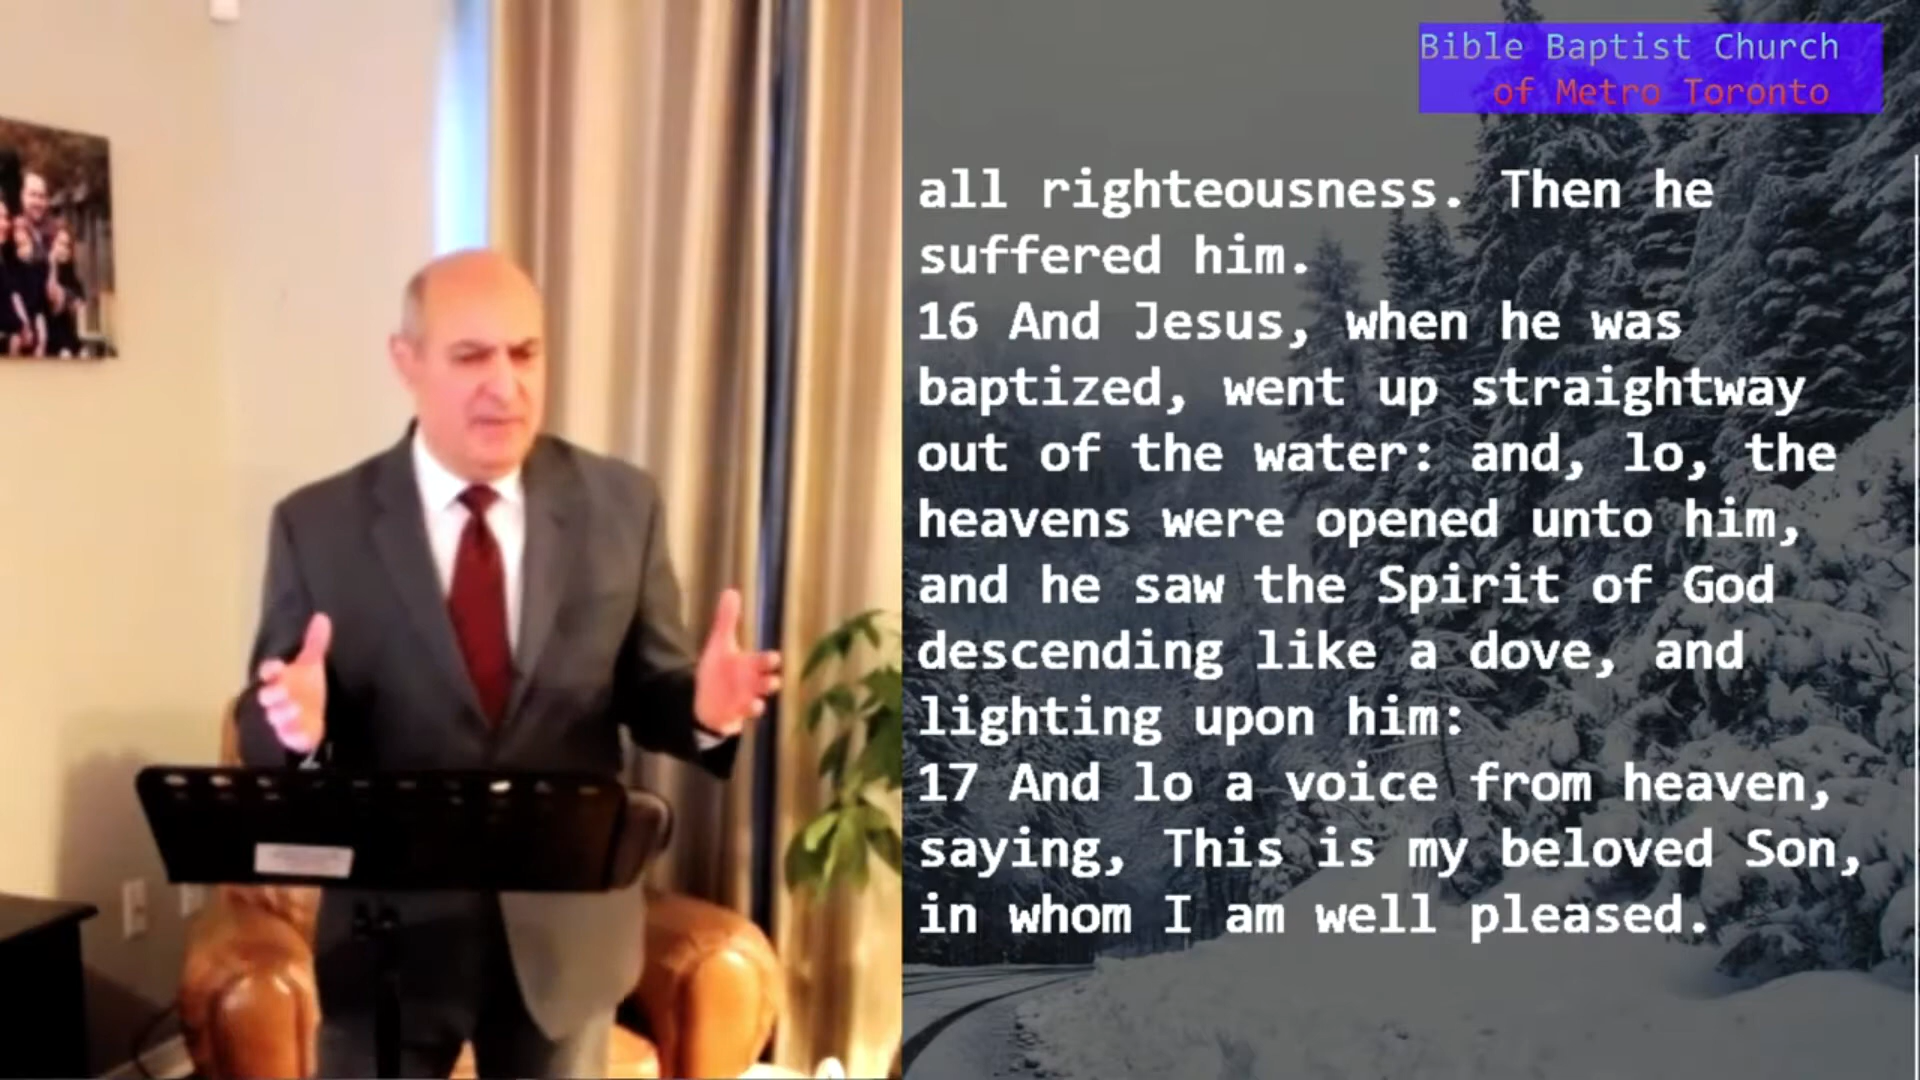 Bible Baptist Church
of Metro Toronto
all righteousness. Then he
suffered him.
16 And Jesus, when he was
baptized, went up straightway
out of the water: and, lo, the
heavens were opened unto him,
and he saw the Spirit of God
descending like a dove, and
lighting upon him:
17 And lo a voice from heaven,
saying, This is my beloved Son,
in whom I am well pleased.